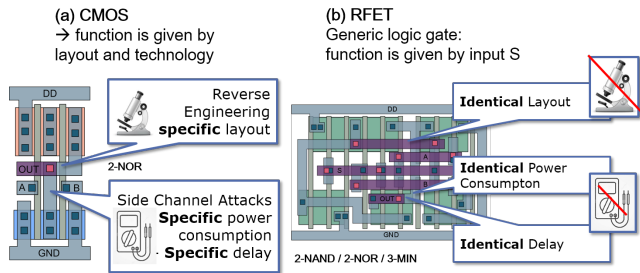 (a) CMOS
→ function is given by
layout and technology
DD
Reverse
Engineering
specific layout
OUT
2-NOR
A
B
Side Channel Attacks
Specific power
consumption
· Specific delay
GND
(b) RFET
Generic logic gate:
function is given by input S
DD
Identical Layout
A
S
Identical Power
Consumpton
B
OUT
Identical Delay
GND
2-NAND / 2-NOR / 3-MIN